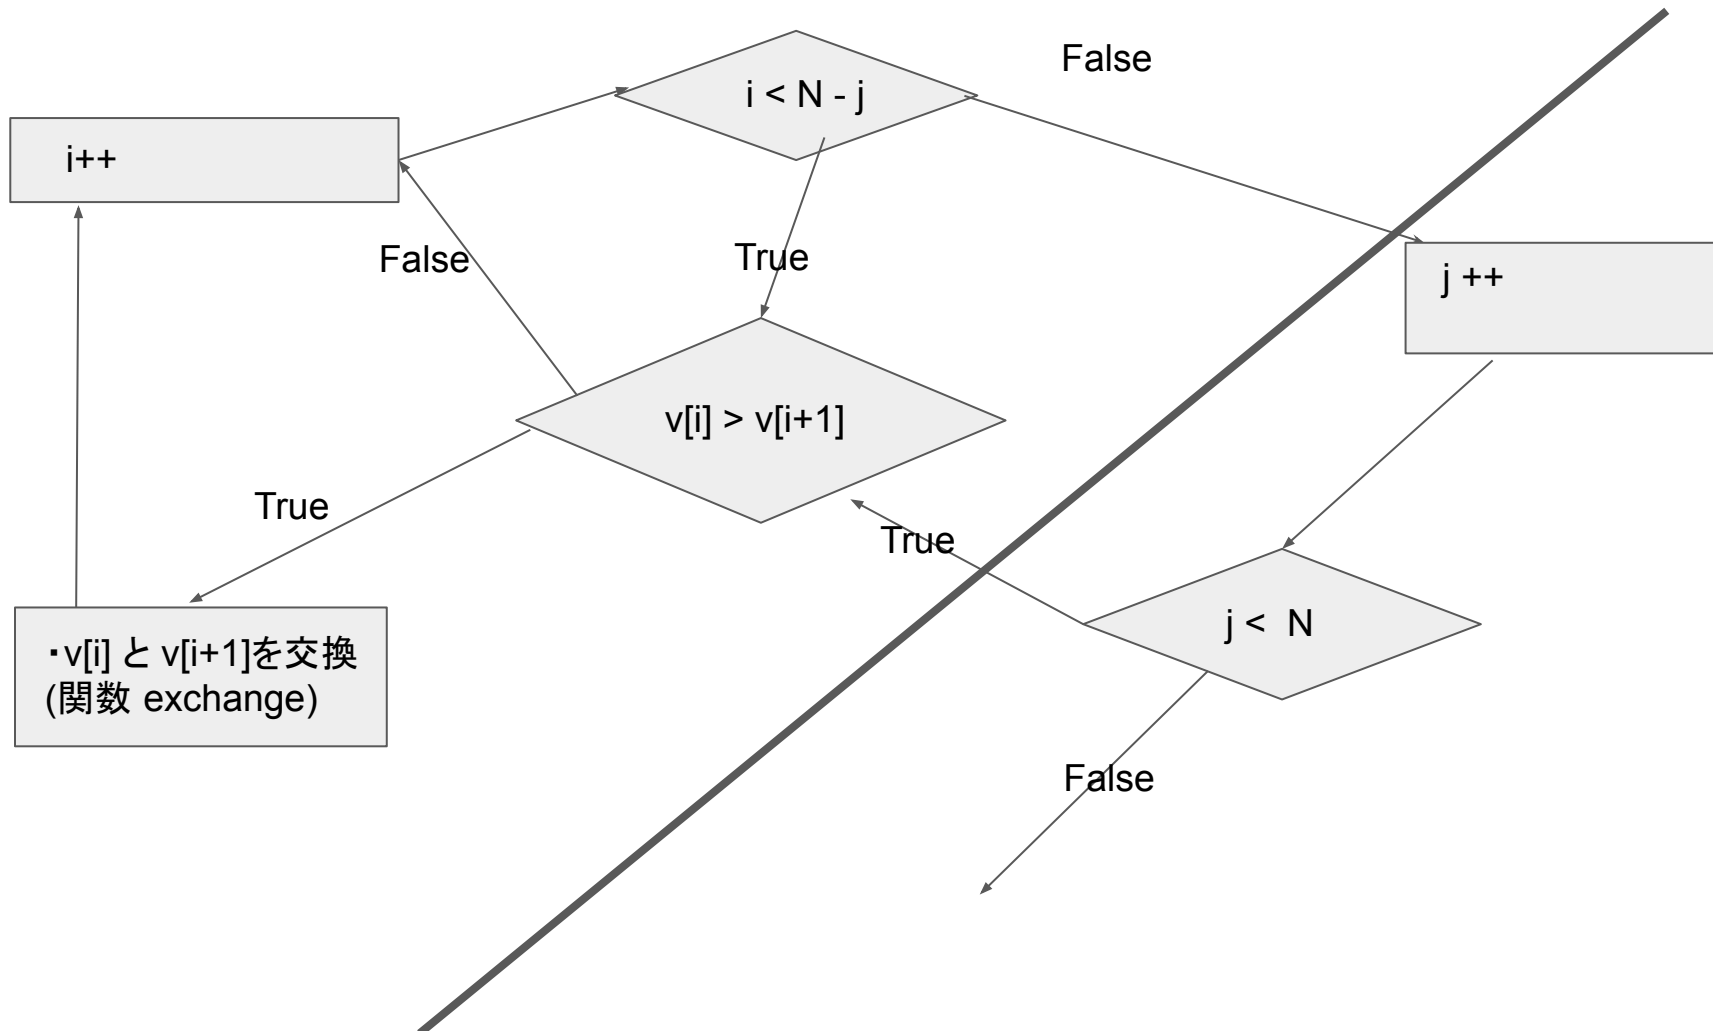 False
i < N - j
i++
False
True
j ++
v[i] > v[i+1]
True
True
j <  N
・v[i] と v[i+1]を交換
(関数 exchange)
False